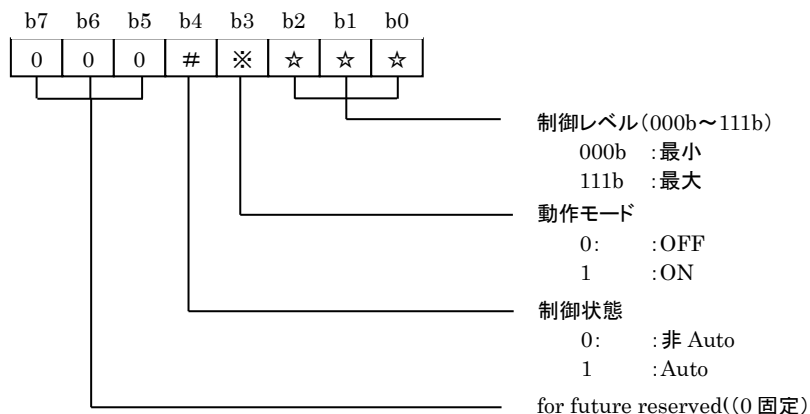 b7 b6 b5 b4 b3 b2 b1 b0
0 0 0 # ※ ☆ ☆ ☆
制御レベル(000b~111b)
000b :最小
111b :最大
動作モード
0: :OFF
1 :ON
制御状態
0: :非 Auto
1 :Auto
for future reserved((0 固定)